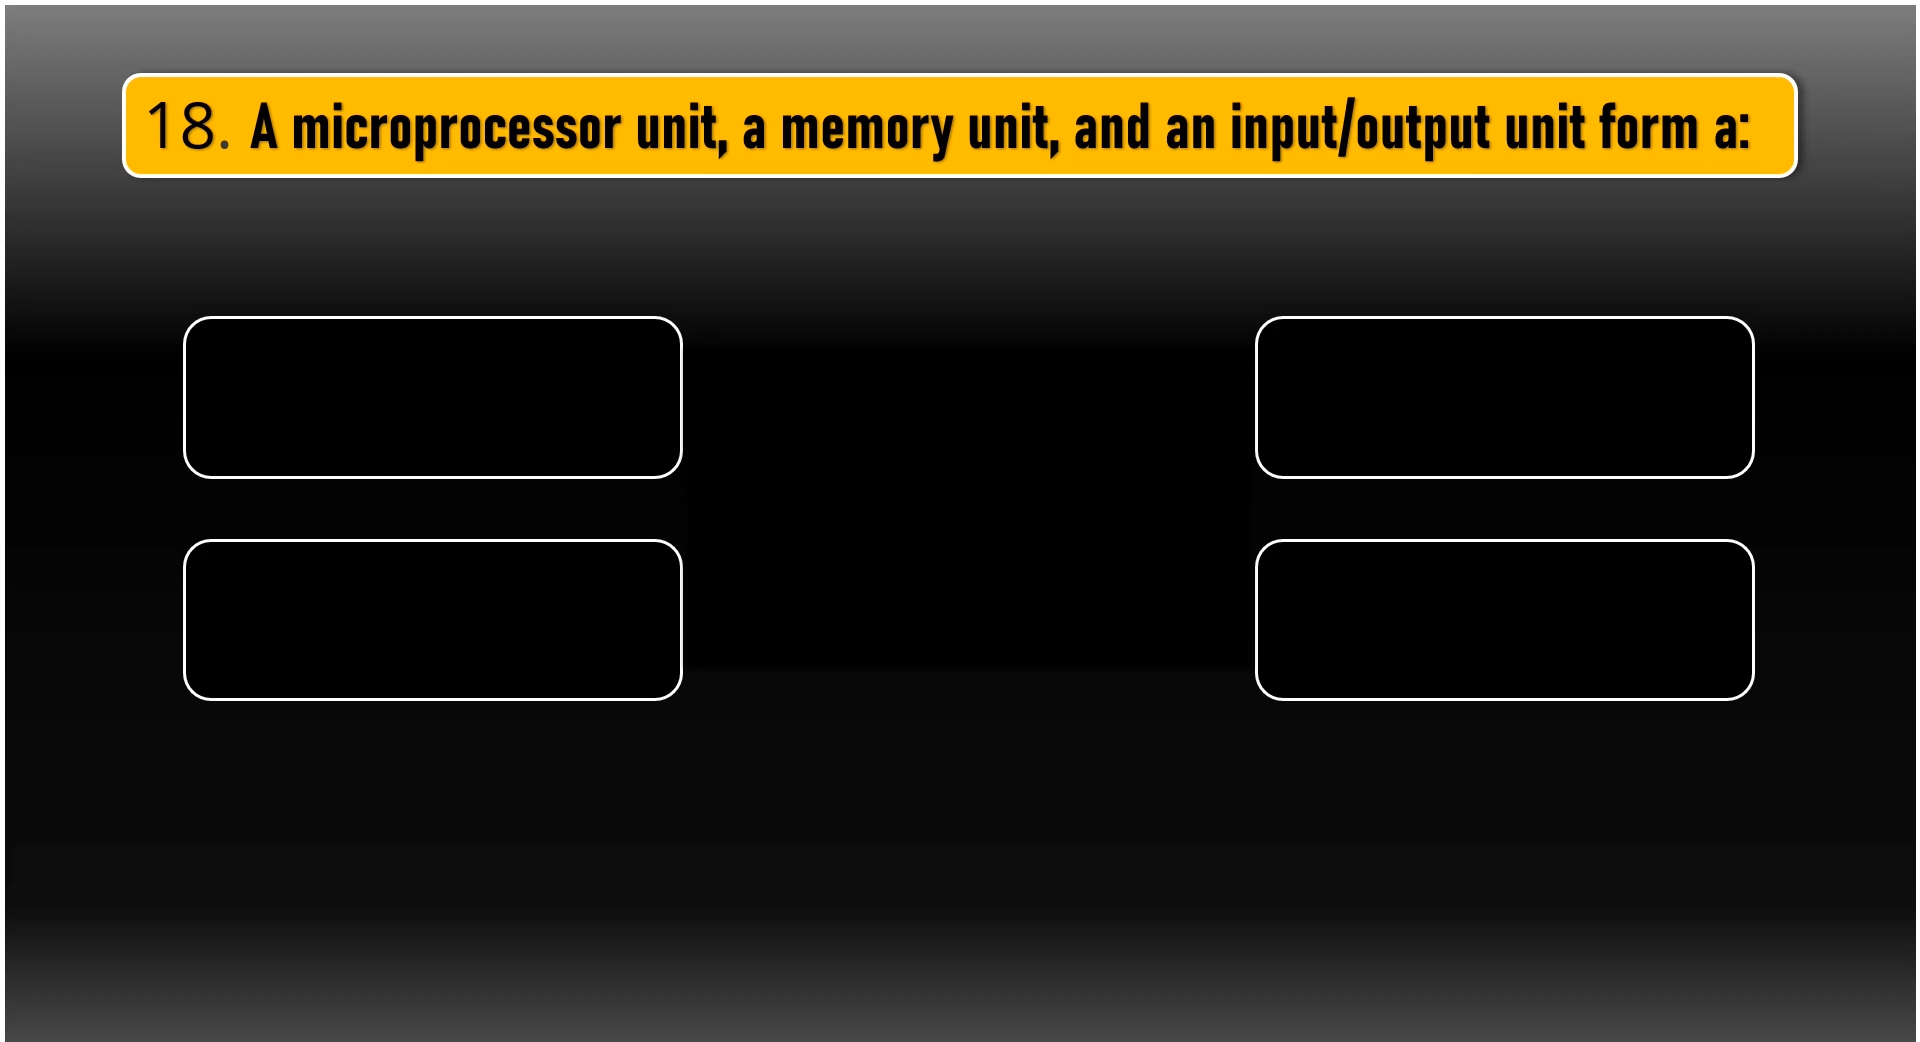 18. A microprocessor unit, a memory unit, and an input/output unit form a: